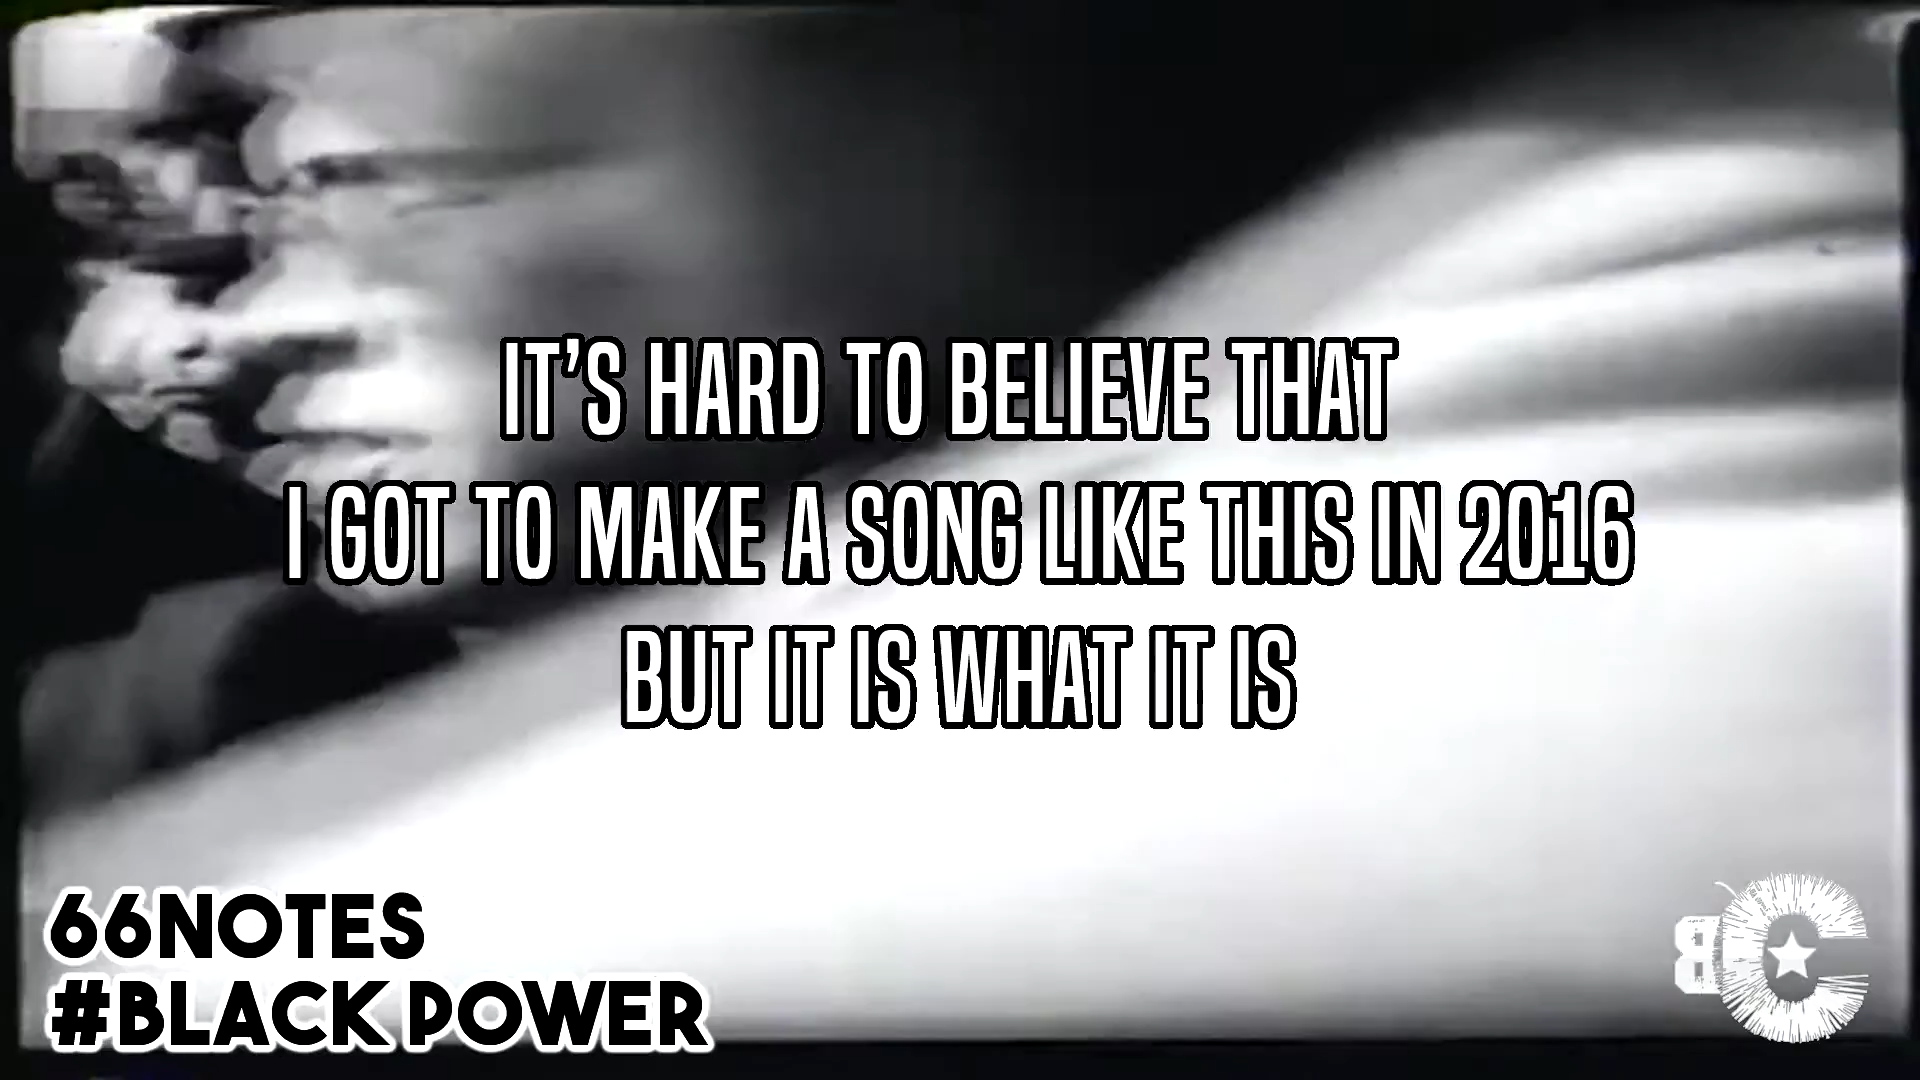 IT'S HARD TO BELIEVE THAT
I GOT TO MAKE A SONG LIKE THIS IN 2016
BUT IT IS WHAT IT IS
66NOTES
#BLACK POWER
BC